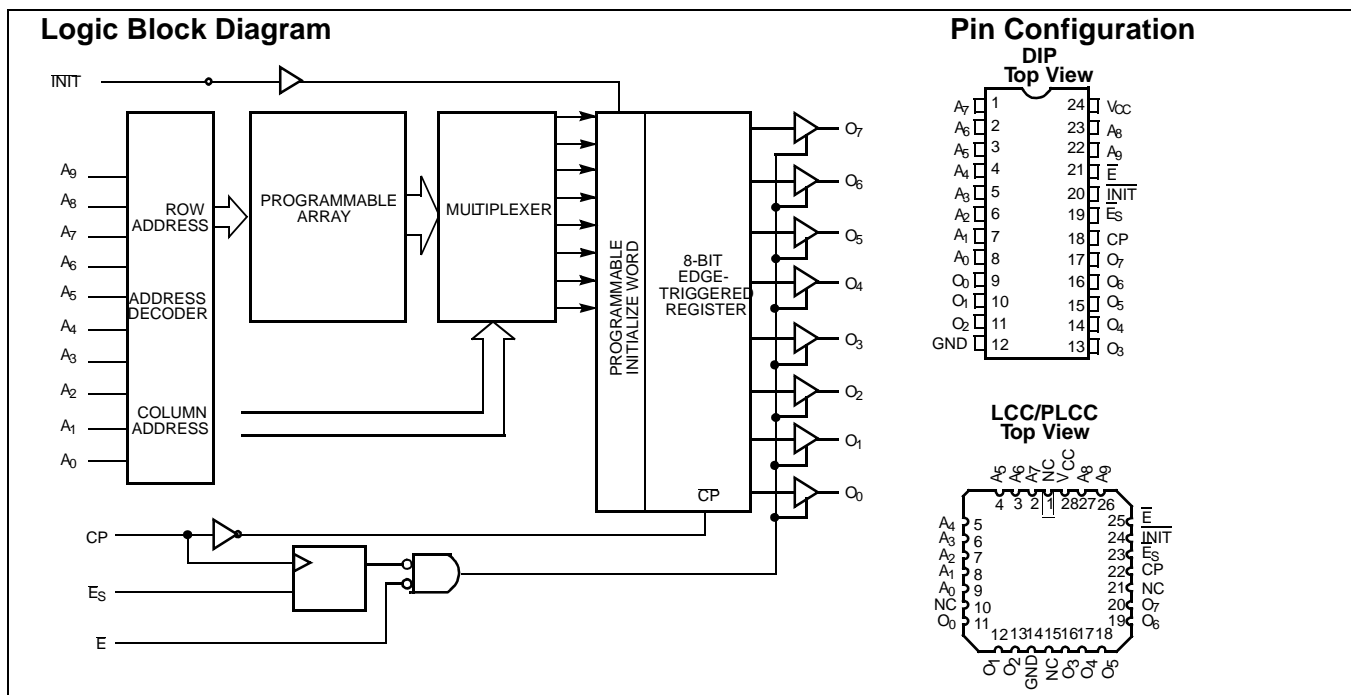 Logic Block Diagram
INIT
A9
A8
A7
A6
A5
A4
A3
A2
A1
A0
ROW
ADDRESS
ADDRESS
DECODER
COLUMN
ADDRESS
PROGRAMMABLE
ARRAY
MULTIPLEXER
PROGRAMMABLE
INITIALIZE WORD
8-BIT
EDGE-
TRIGGERED
REGISTER
CP
O7
O6
O5
O4
O3
O2
O1
O0
CP
ES
E
Pin Configuration
DIP
Top View
A7 1 24 VCC
A6 2 23 A8
A5 3 22 A9
A4 4 21 E
A3 5 20 INIT
A2 6 19 ES
A1 7 18 CP
A0 8 17 O7
O0 9 16 O6
O1 10 15 O5
O2 11 14 O4
GND 12 13 O3
LCC/PLCC
Top View
A5 A6 A7 NC VCC A8 A9
4 3 2 1 28 27 26
A4 5 25 E
A3 6 24 INIT
A2 7 23 ES
A1 8 22 CP
A0 9 21 NC
NC 10 20 O7
O0 11 19 O6
12 13 14 15 16 17 18
O1 O2 GND NC O3 O4 O5